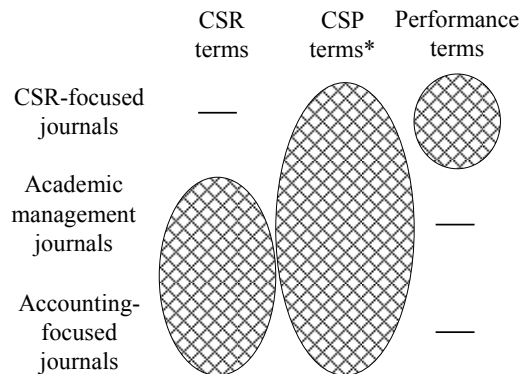 CSR
terms
CSP
terms*
Performance
terms
CSR-focused
journals
Academic
management
journals
Accounting-
focused
journals